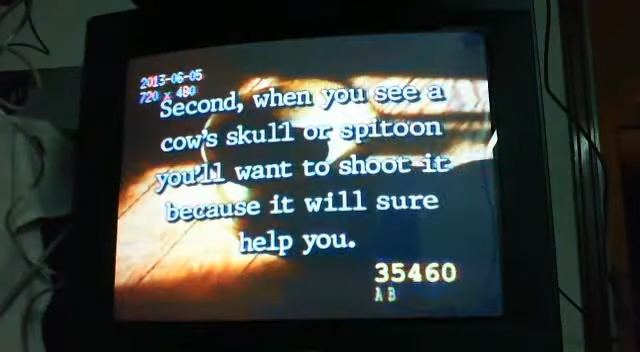 2013-06-05
720 x 480
Second, when you see a
cow's skull or spitoon
you'll want to shoot it
because it will sure
help you.
35460
A B